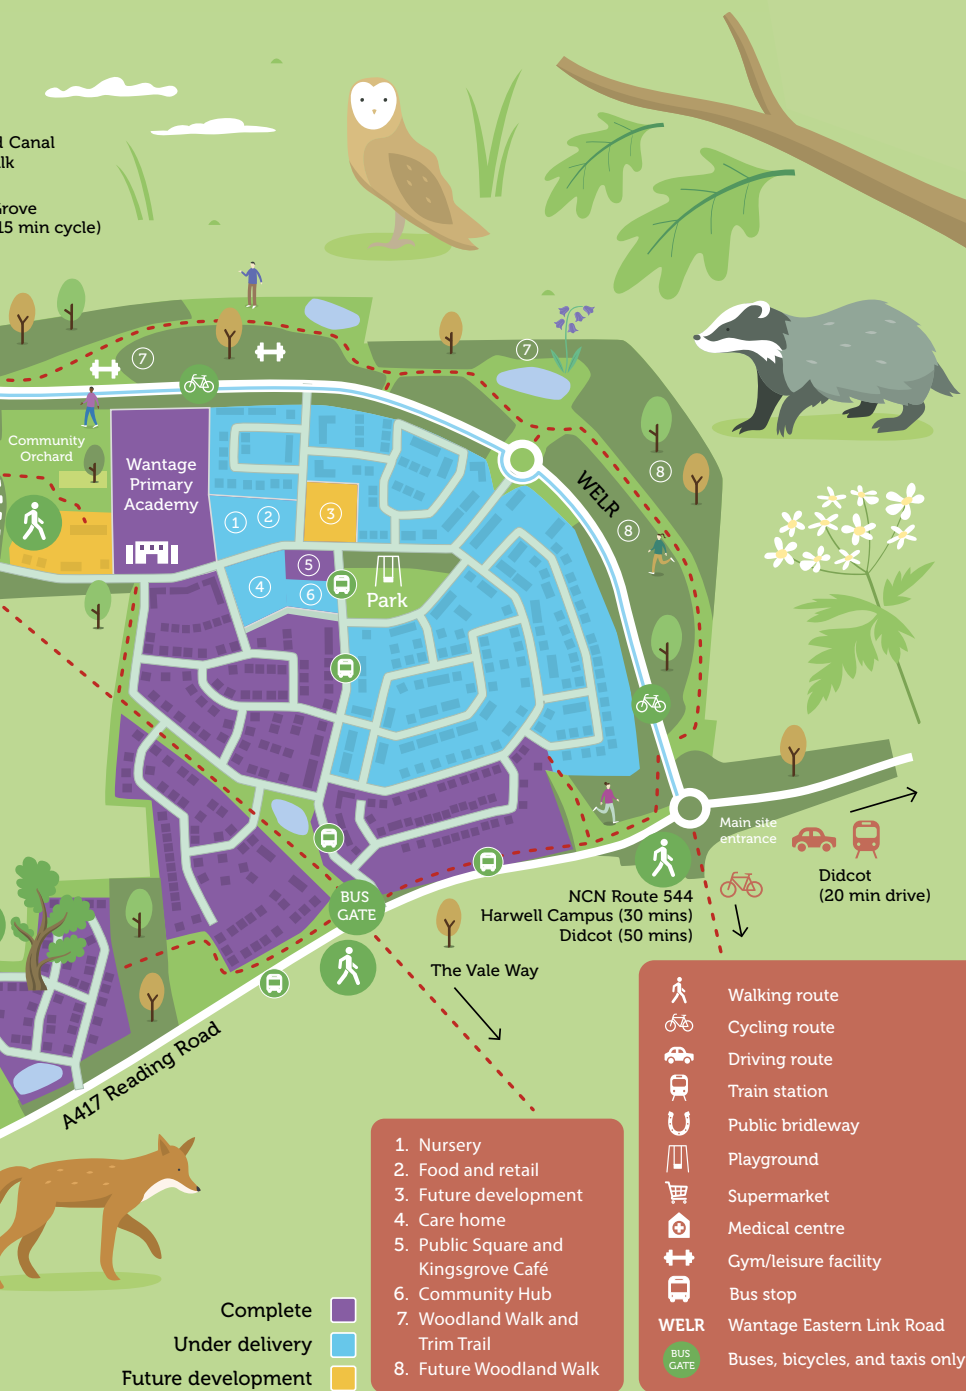 Canal
lk
Grove
15 min cycle)
7
7
Community
Orchard
Wantage
Primary
Academy
WELR
8
8
1
2
3
4
5
6
Park
Main site
entrance
Didcot
(20 min drive)
NCN Route 544
Harwell Campus (30 mins)
Didcot (50 mins)
BUS
GATE
The Vale Way
A417 Reading Road
1. Nursery
2. Food and retail
3. Future development
4. Care home
5. Public Square and
Kingsgrove Café
6. Community Hub
7. Woodland Walk and
Trim Trail
8. Future Woodland Walk
Complete
Under delivery
Future development
Walking route
Cycling route
Driving route
Train station
Public bridleway
Playground
Supermarket
Medical centre
Gym/leisure facility
Bus stop
WELR Wantage Eastern Link Road
BUS
GATE
Buses, bicycles, and taxis only